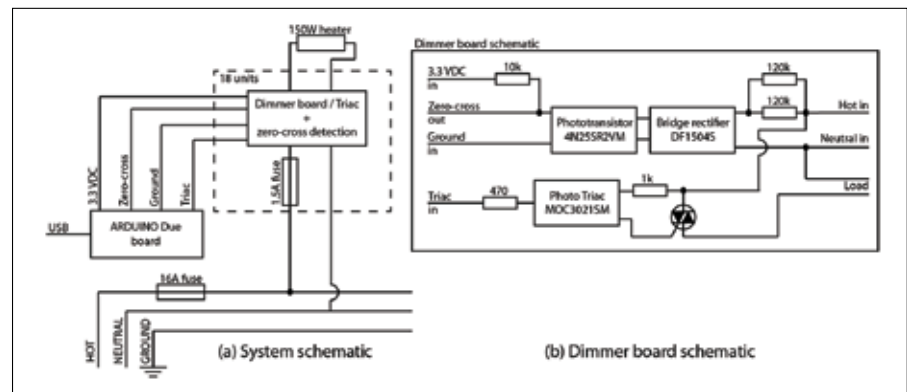 150W heater
18 units
Dimmer board / Triac
+
zero-cross detection
3.3 VDC
Zero-cross
Ground
Triac
1.5A fuse
USB
ARDUINO Due
board
16A fuse
HOT
NEUTRAL
GROUND
(a) System schematic
Dimmer board schematic
3.3 VDC
in
10k
120k
120k
Zero-cross
out
Ground
in
Phototransistor
4N25SR2VM
Bridge rectifier
DF1504S
Hot in
Neutral in
Load
Triac
in
470
Photo Triac
MOC3021SM
1k
(b) Dimmer board schematic